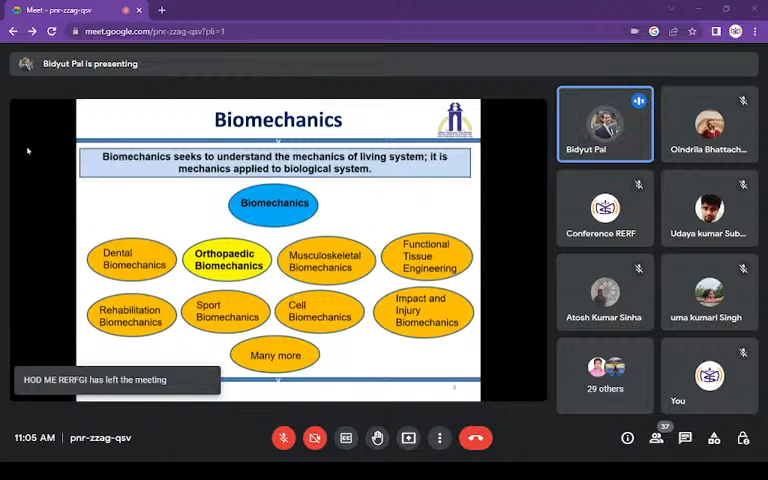 Meet - pnr-zzag-qsv
meet.google.com/pnr-zzag-qsv?pli=1
Bidyut Pal is presenting
Biomechanics
Biomechanics seeks to understand the mechanics of living system; it is
mechanics applied to biological system.
Biomechanics
Dental
Biomechanics
Orthopaedic
Biomechanics
Musculoskeletal
Biomechanics
Functional
Tissue
Engineering
Rehabilitation
Biomechanics
Sport
Biomechanics
Cell
Biomechanics
Impact and
Injury
Biomechanics
Many more
HOD ME RERFGI has left the meeting
Bidyut Pal
Oindrila Bhattach...
Conference RERF
Udaya kumar Sub...
Atosh Kumar Sinha
uma kumari Singh
29 others
You
11:05 AM | pnr-zzag-qsv
37